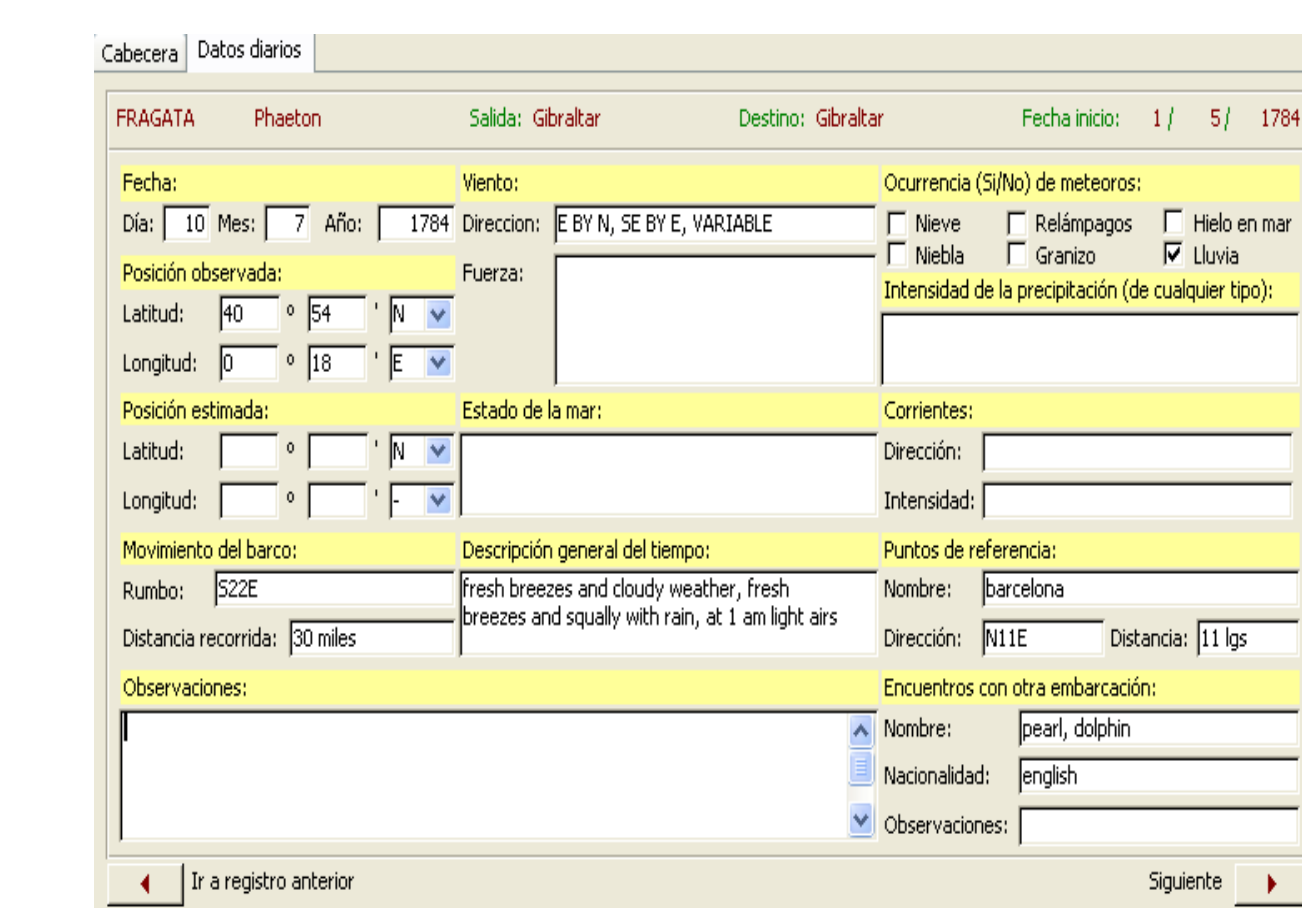 Cabecera Datos diarios
FRAGATA Phaeton Salida: Gibraltar Destino: Gibraltar Fecha inicio: 1 / 5 / 1784
Fecha: Viento: Ocurrencia (Si/No) de meteoros:
Día: 10 Mes: 7 Año: 1784 Direccion: E BY N, SE BY E, VARIABLE Nieve Relámpagos Hielo en mar
Niebla Granizo Lluvia
Posición observada: Fuerza: Intensidad de la precipitación (de cualquier tipo):
Latitud: 40 º 54 ' N
Longitud: 0 º 18 ' E
Posición estimada: Estado de la mar: Corrientes:
Latitud: º ' N Dirección:
Longitud: º ' - Intensidad:
Movimiento del barco: Descripción general del tiempo: Puntos de referencia:
Rumbo: S22E fresh breezes and cloudy weather, fresh Nombre: barcelona
breezes and squally with rain, at 1 am light airs
Distancia recorrida: 30 miles Dirección: N11E Distancia: 11 lgs
Observaciones: Encuentros con otra embarcación:
Nombre: pearl, dolphin
Nacionalidad: english
Observaciones:
Ir a registro anterior Siguiente